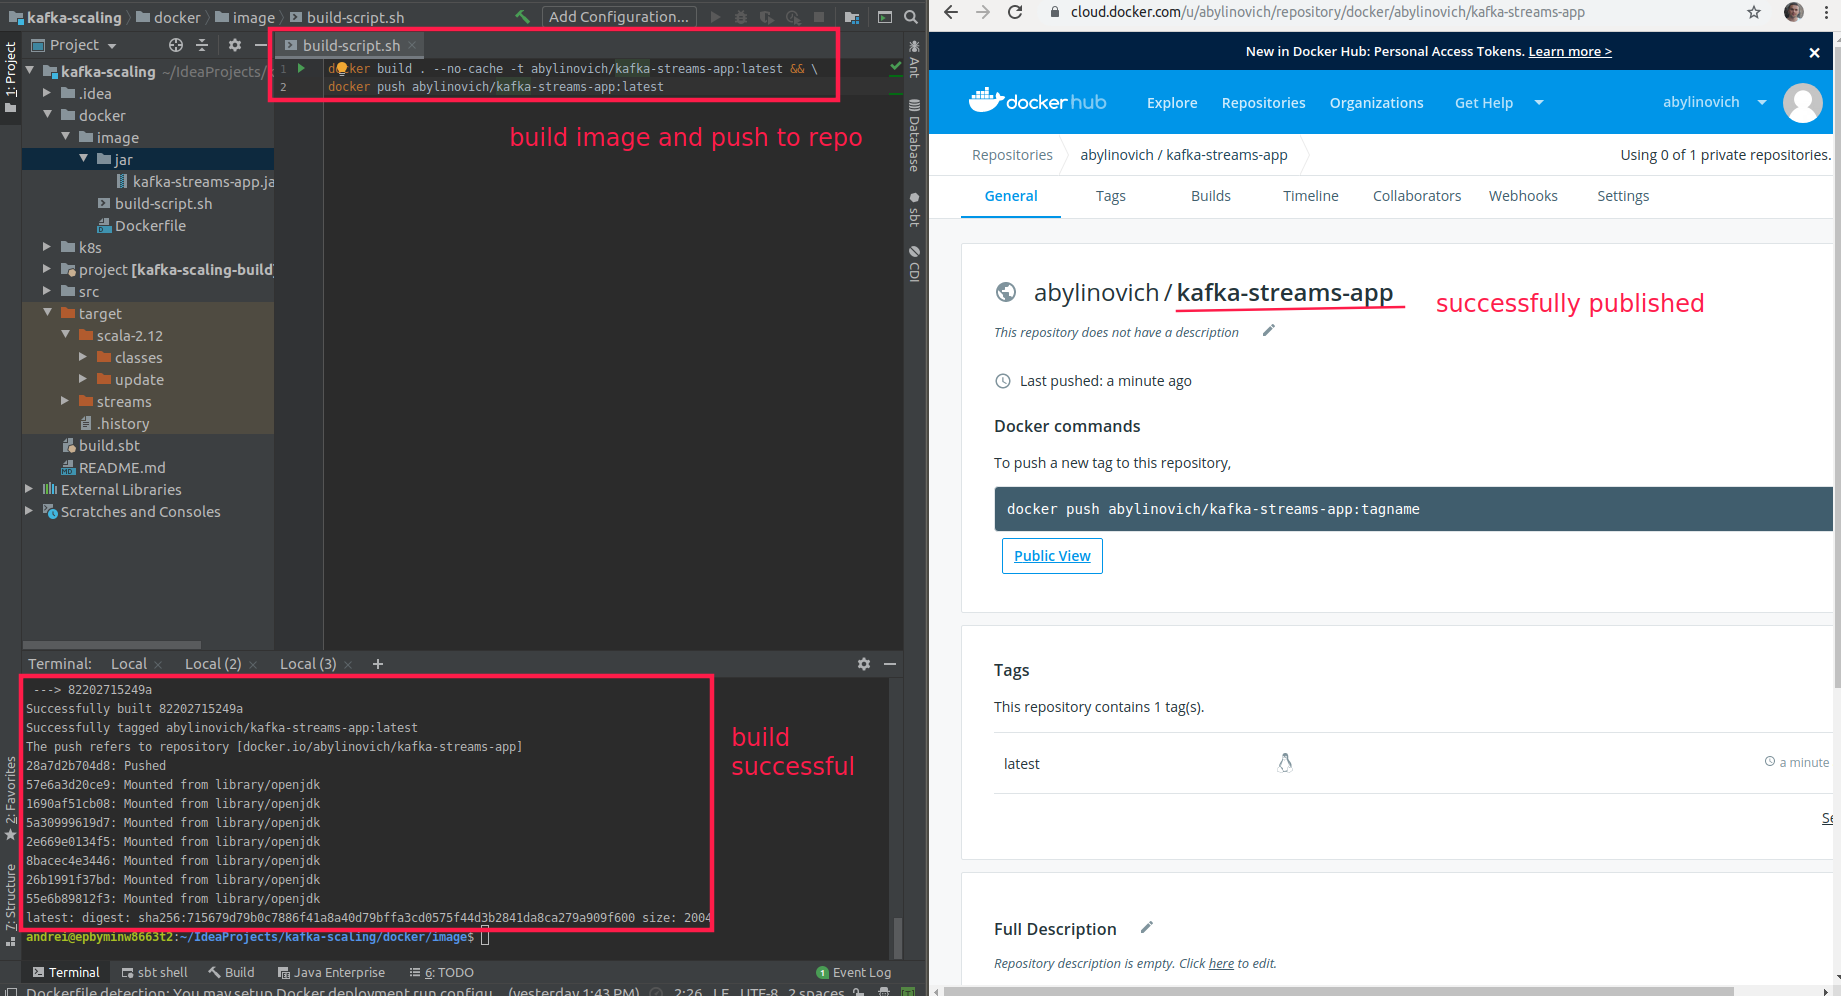 kafka-scaling docker image build-script.sh
Add Configuration...
Project
kafka-scaling ~/IdeaProjects/
.idea
docker
image
jar
kafka-streams-app.ja
build-script.sh
Dockerfile
k8s
project [kafka-scaling-build]
src
target
scala-2.12
classes
update
streams
.history
build.sbt
README.md
External Libraries
Scratches and Consoles
1: Project
2: Favorites
7: Structure
build-script.sh
1 docker build . --no-cache -t abylinovich/kafka-streams-app:latest && \
2 docker push abylinovich/kafka-streams-app:latest
build image and push to repo
Ant
Database
sbt
CDI
Terminal: Local Local (2) Local (3) +
---> 82202715249a
Successfully built 82202715249a
Successfully tagged abylinovich/kafka-streams-app:latest
The push refers to repository [docker.io/abylinovich/kafka-streams-app]
28a7d2b704d8: Pushed
57e6a3d20ce9: Mounted from library/openjdk
1690af51cb08: Mounted from library/openjdk
5a30999619d7: Mounted from library/openjdk
2e669e0134f5: Mounted from library/openjdk
8bacec4e3446: Mounted from library/openjdk
26b1991f37bd: Mounted from library/openjdk
55e6b89812f3: Mounted from library/openjdk
latest: digest: sha256:715679d79b0c7886f41a8a40d79bffa3cd0575f44d3b2841da8ca279a909f600 size: 2004
andrei@epbyminw8663t2:~/IdeaProjects/kafka-scaling/docker/image$
build
successful
Terminal sbt shell Build Java Enterprise 6: TODO
1 Event Log
Dockerfile detection: You may setup Docker deployment run configu... (yesterday 1:43 PM) 2:26 LF UTF-8 2 spaces
cloud.docker.com/u/abylinovich/repository/docker/abylinovich/kafka-streams-app
New in Docker Hub: Personal Access Tokens. Learn more >
docker hub Explore Repositories Organizations Get Help abylinovich
Repositories abylinovich / kafka-streams-app
Using 0 of 1 private repositories.
General Tags Builds Timeline Collaborators Webhooks Settings
abylinovich / kafka-streams-app
successfully published
This repository does not have a description
Last pushed: a minute ago
Docker commands
To push a new tag to this repository,
docker push abylinovich/kafka-streams-app:tagname
Public View
Tags
This repository contains 1 tag(s).
latest
a minute
Se
Full Description
Repository description is empty. Click here to edit.